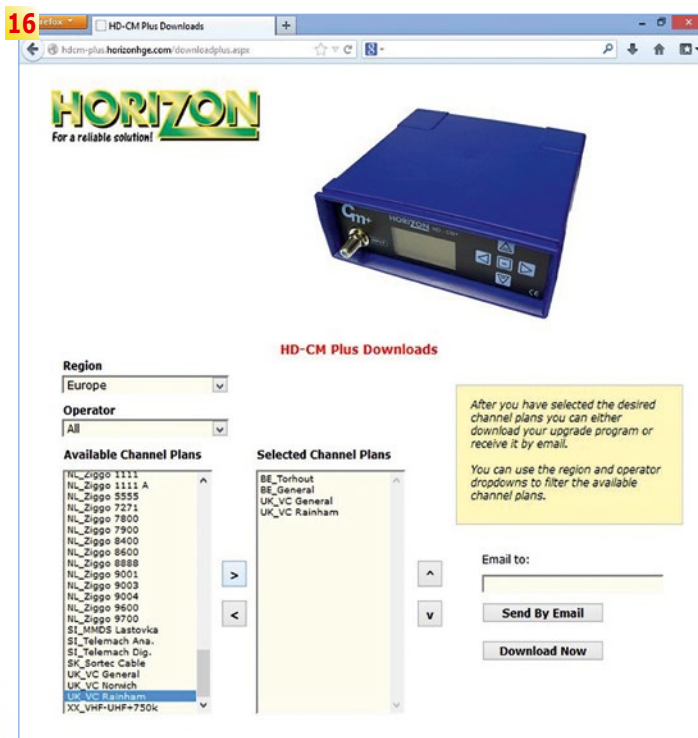 16
Firefox
HD-CM Plus Downloads
hdcm-plus.horizonhge.com/downloadplus.aspx
HORIZON
For a reliable solution!
Cm+
HORIZON HD-CM+
INPUT
CE
HD-CM Plus Downloads
Region
Europe
Operator
All
Available Channel Plans
NL_Ziggo 1111
NL_Ziggo 1111 A
NL_Ziggo 5555
NL_Ziggo 7271
NL_Ziggo 7800
NL_Ziggo 7900
NL_Ziggo 8400
NL_Ziggo 8600
NL_Ziggo 8888
NL_Ziggo 9001
NL_Ziggo 9003
NL_Ziggo 9004
NL_Ziggo 9600
NL_Ziggo 9700
SI_MMDS Lastovka
SI_Telemach Ana.
SI_Telemach Dig.
SK_Sortec Cable
UK_VC General
UK_VC Norwich
UK_VC Rainham
XX_VHF-UHF+750k
>
<
Selected Channel Plans
BE_Torhout
BE_General
UK_VC General
UK_VC Rainham
^
v
After you have selected the desired
channel plans you can either
download your upgrade program or
receive it by email.
You can use the region and operator
dropdowns to filter the available
channel plans.
Email to:
Send By Email
Download Now